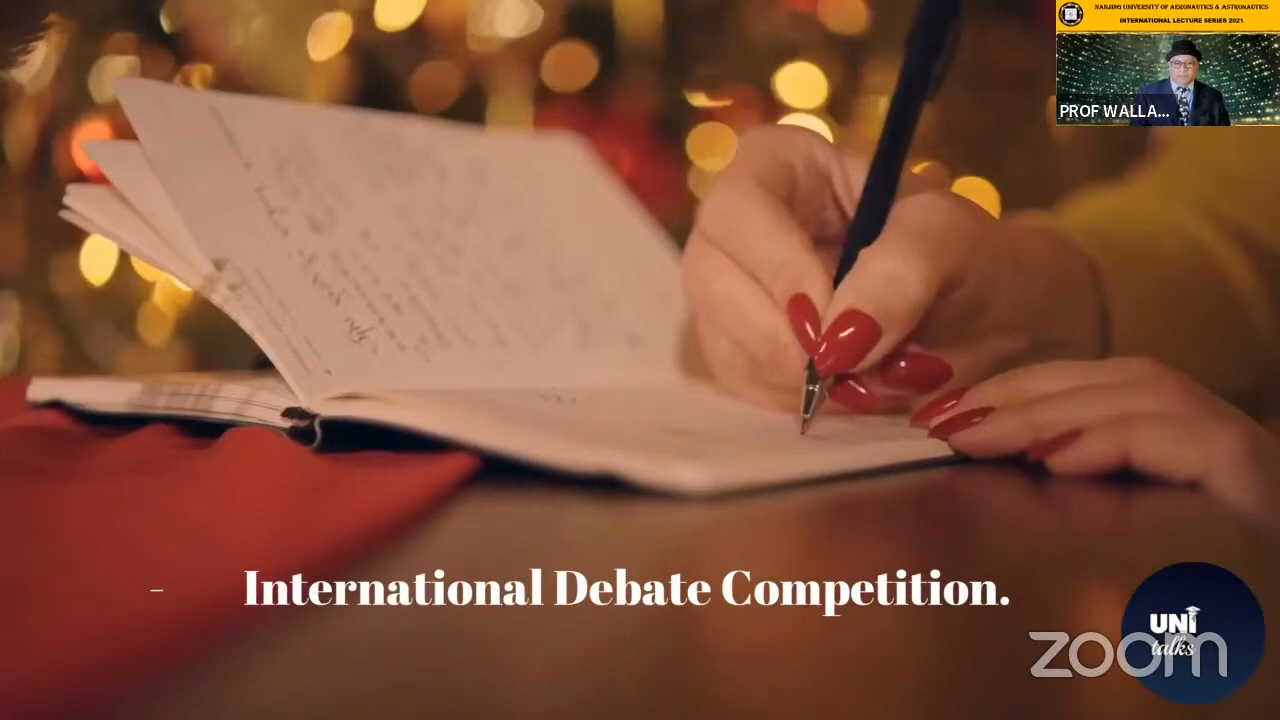 NANJING UNIVERSITY OF AERONAUTICS & ASTRONAUTICS
INTERNATIONAL LECTURE SERIES 2021
PROF WALLA...
- International Debate Competition.
UNI
talks
zoom